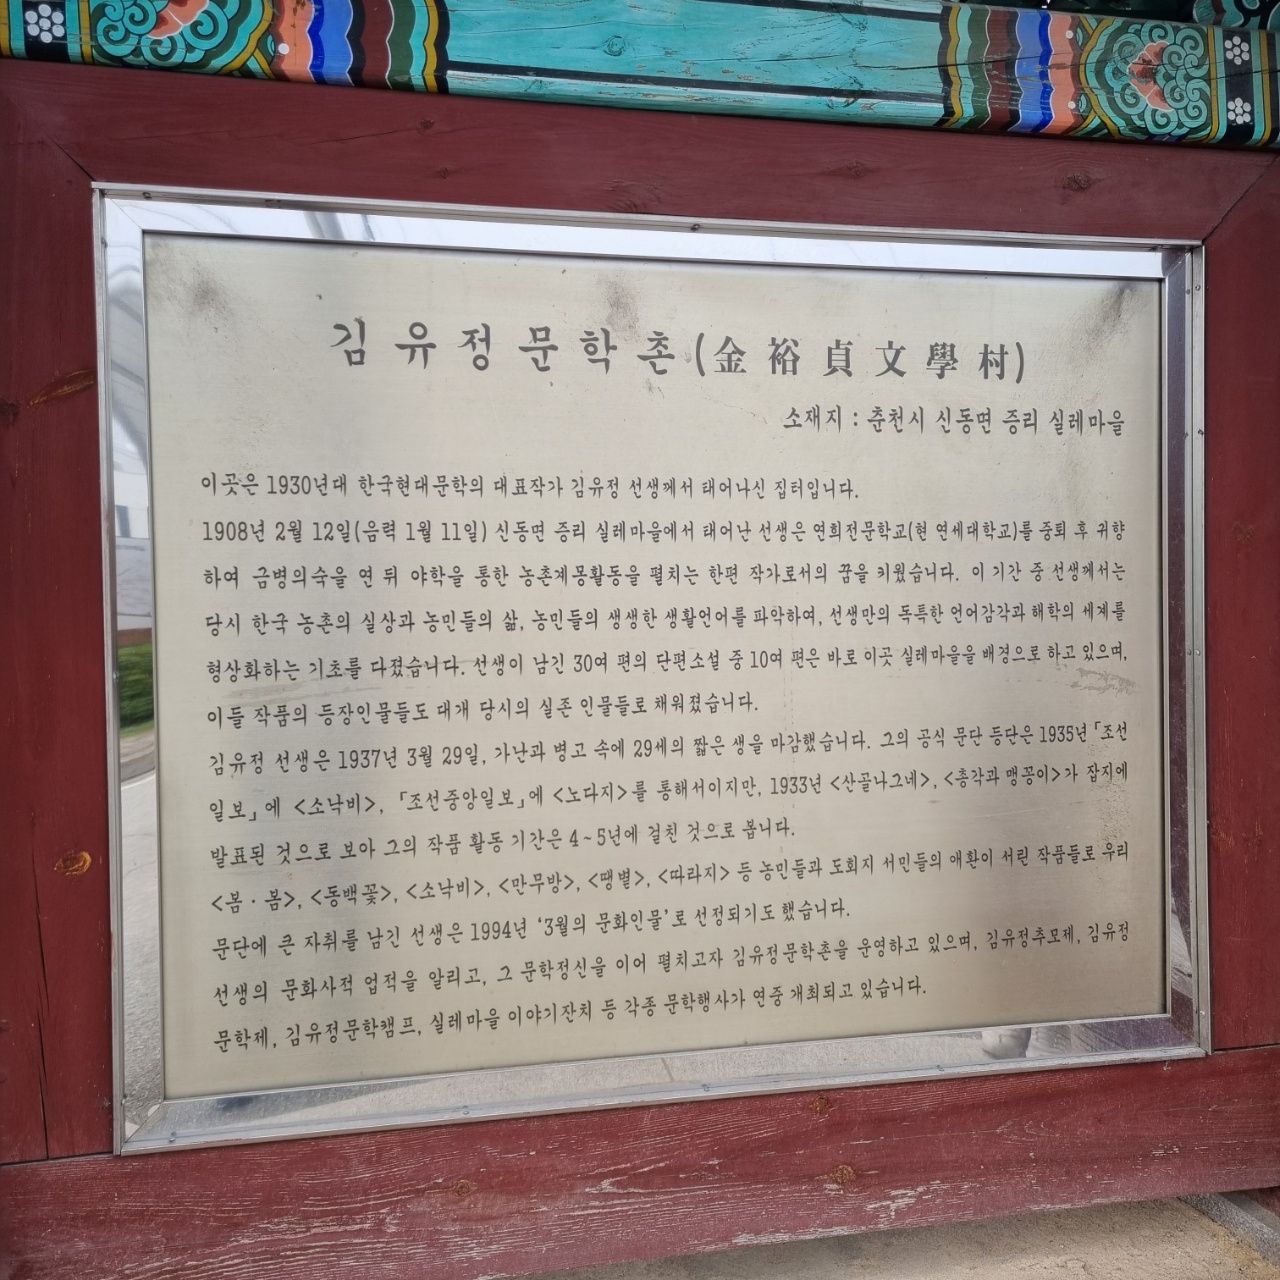 김유정문학촌(金裕貞文學村)
소재지 : 춘천시 신동면 증리 실레마을
이곳은 1930년대 한국현대문학의 대표작가 김유정 선생께서 태어나신 집터입니다.
1908년 2월 12일(음력 1월 11일) 신동면 증리 실레마을에서 태어난 선생은 연희전문학교(현 연세대학교)를 중퇴 후 귀향
하여 금병의숙을 연 뒤 야학을 통한 농촌계몽활동을 펼치는 한편 작가로서의 꿈을 키웠습니다. 이 기간 중 선생께서는
당시 한국 농촌의 실상과 농민들의 삶, 농민들의 생생한 생활언어를 파악하여, 선생만의 독특한 언어감각과 해학의 세계를
형상화하는 기초를 다졌습니다. 선생이 남긴 30여 편의 단편소설 중 10여 편은 바로 이곳 실레마을을 배경으로 하고 있으며,
이들 작품의 등장인물들도 대개 당시의 실존 인물들로 채워졌습니다.
김유정 선생은 1937년 3월 29일, 가난과 병고 속에 29세의 짧은 생을 마감했습니다. 그의 공식 문단 등단은 1935년 「조선
일보」에 <소낙비>, 「조선중앙일보」에 <노다지>를 통해서이지만, 1933년 <산골나그네>, <총각과 맹꽁이>가 잡지에
발표된 것으로 보아 그의 작품 활동 기간은 4~5년에 걸친 것으로 봅니다.
<봄·봄>, <동백꽃>, <소낙비>, <만무방>, <땡볕>, <따라지> 등 농민들과 도회지 서민들의 애환이 서린 작품들로 우리
문단에 큰 자취를 남긴 선생은 1994년 '3월의 문화인물'로 선정되기도 했습니다.
선생의 문화사적 업적을 알리고, 그 문학정신을 이어 펼치고자 김유정문학촌을 운영하고 있으며, 김유정추모제, 김유정
문학제, 김유정문학캠프, 실레마을 이야기잔치 등 각종 문학행사가 연중 개최되고 있습니다.